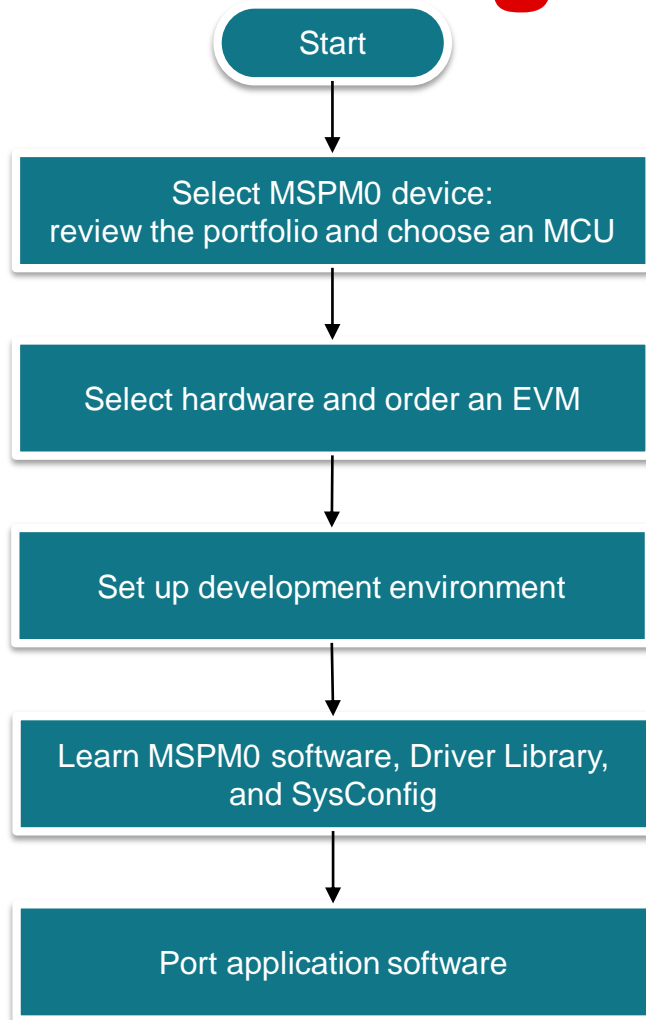 Start
Select MSPM0 device:
review the portfolio and choose an MCU
Select hardware and order an EVM
Set up development environment
Learn MSPM0 software, Driver Library,
and SysConfig
Port application software